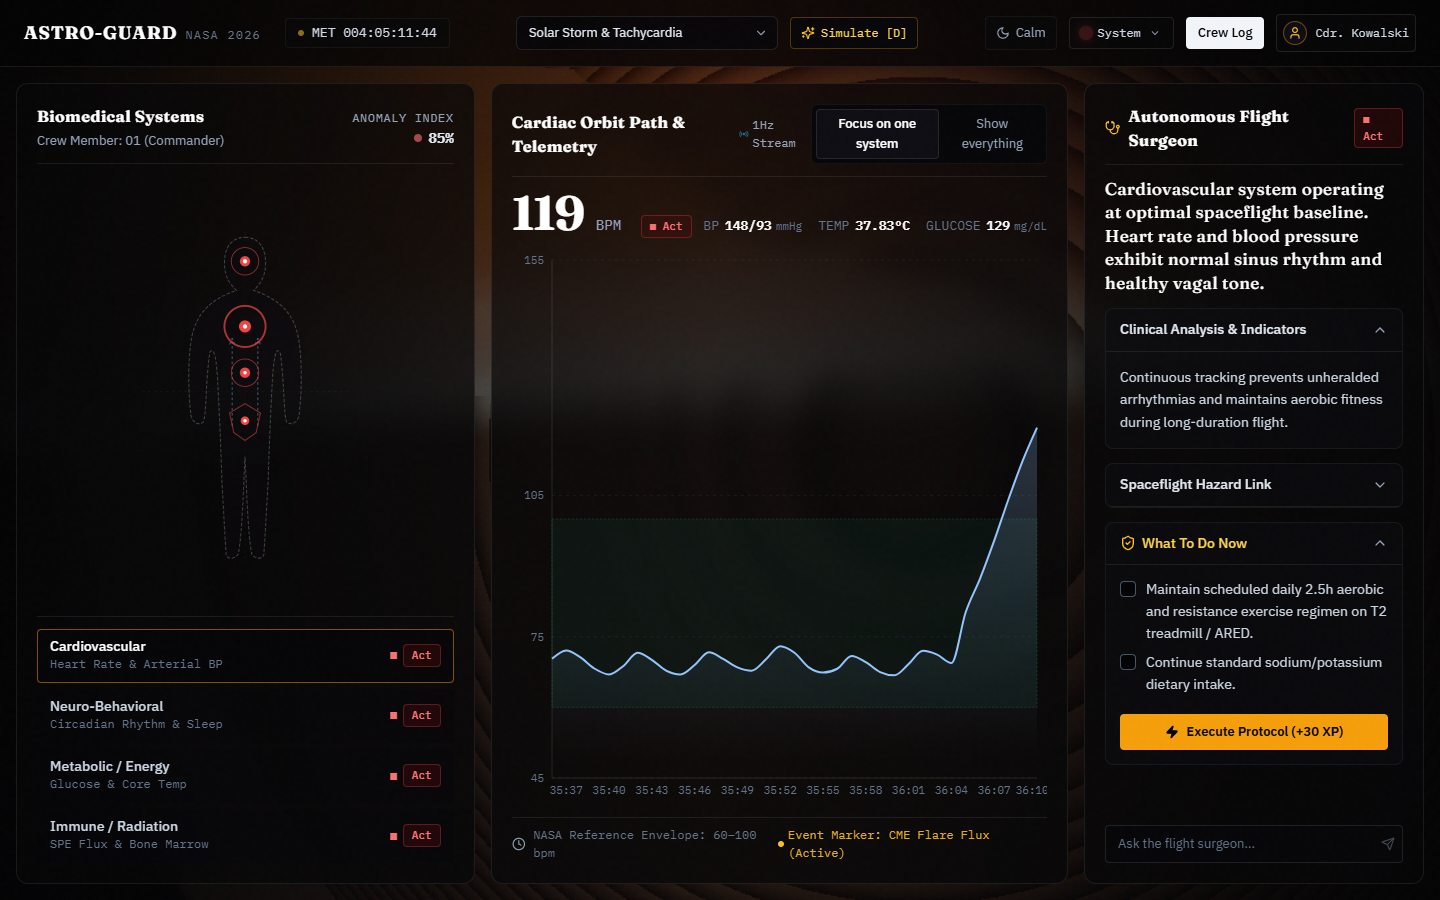 ASTRO-GUARD NASA 2026
MET 004:05:11:44
Solar Storm & Tachycardia
Simulate [D]
Calm
System
Crew Log
Cdr. Kowalski
Biomedical Systems
Crew Member: 01 (Commander)
ANOMALY INDEX
85%
Cardiovascular
Heart Rate & Arterial BP
Act
Neuro-Behavioral
Circadian Rhythm & Sleep
Act
Metabolic / Energy
Glucose & Core Temp
Act
Immune / Radiation
SPE Flux & Bone Marrow
Act
Cardiac Orbit Path &
Telemetry
1Hz
Stream
Focus on one
system
Show
everything
119 BPM
Act
BP 148/93 mmHg
TEMP 37.83°C
GLUCOSE 129 mg/dL
155
105
75
45
35:37 35:40 35:43 35:46 35:49 35:52 35:55 35:58 36:01 36:04 36:07 36:10
NASA Reference Envelope: 60–100
bpm
Event Marker: CME Flare Flux
(Active)
Autonomous Flight
Surgeon
Act
Cardiovascular system operating
at optimal spaceflight baseline.
Heart rate and blood pressure
exhibit normal sinus rhythm and
healthy vagal tone.
Clinical Analysis & Indicators
Continuous tracking prevents unheralded
arrhythmias and maintains aerobic fitness
during long-duration flight.
Spaceflight Hazard Link
What To Do Now
Maintain scheduled daily 2.5h aerobic
and resistance exercise regimen on T2
treadmill / ARED.
Continue standard sodium/potassium
dietary intake.
Execute Protocol (+30 XP)
Ask the flight surgeon...